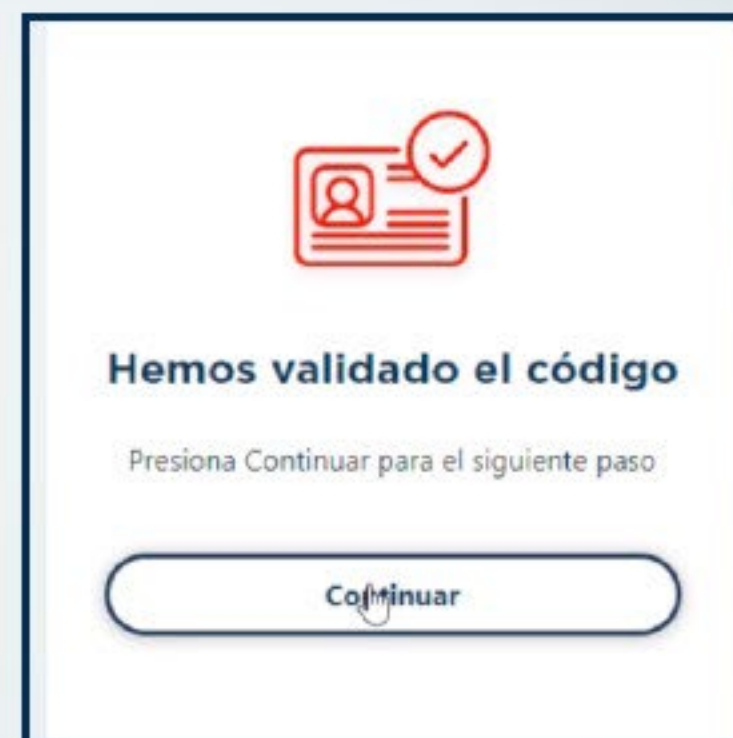 Hemos validado el código
Presiona Continuar para el siguiente paso
Continuar